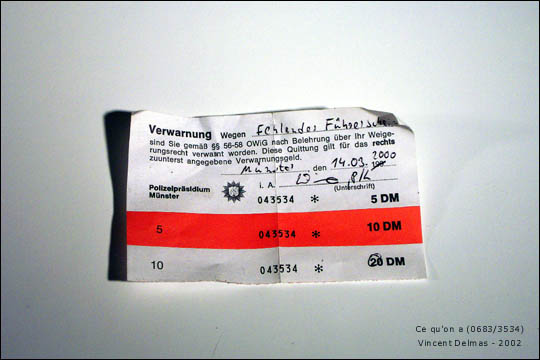 Verwarnung Wegen fehlender Führerschein
sind Sie gemäß §§ 56-58 OWiG nach Belehrung über Ihr Weige-
rungsrecht verwarnt worden. Diese Quittung gilt für das rechts
zuunterst angegebene Verwarnungsgeld.
Münster, den 14.03. 2000
Polizeipräsidium
Münster
i. A.
(Unterschrift)
043534 * 5 DM
5 043534 * 10 DM
10 043534 * 20 DM
Ce qu'on a (0683/3534)
Vincent Delmas - 2002